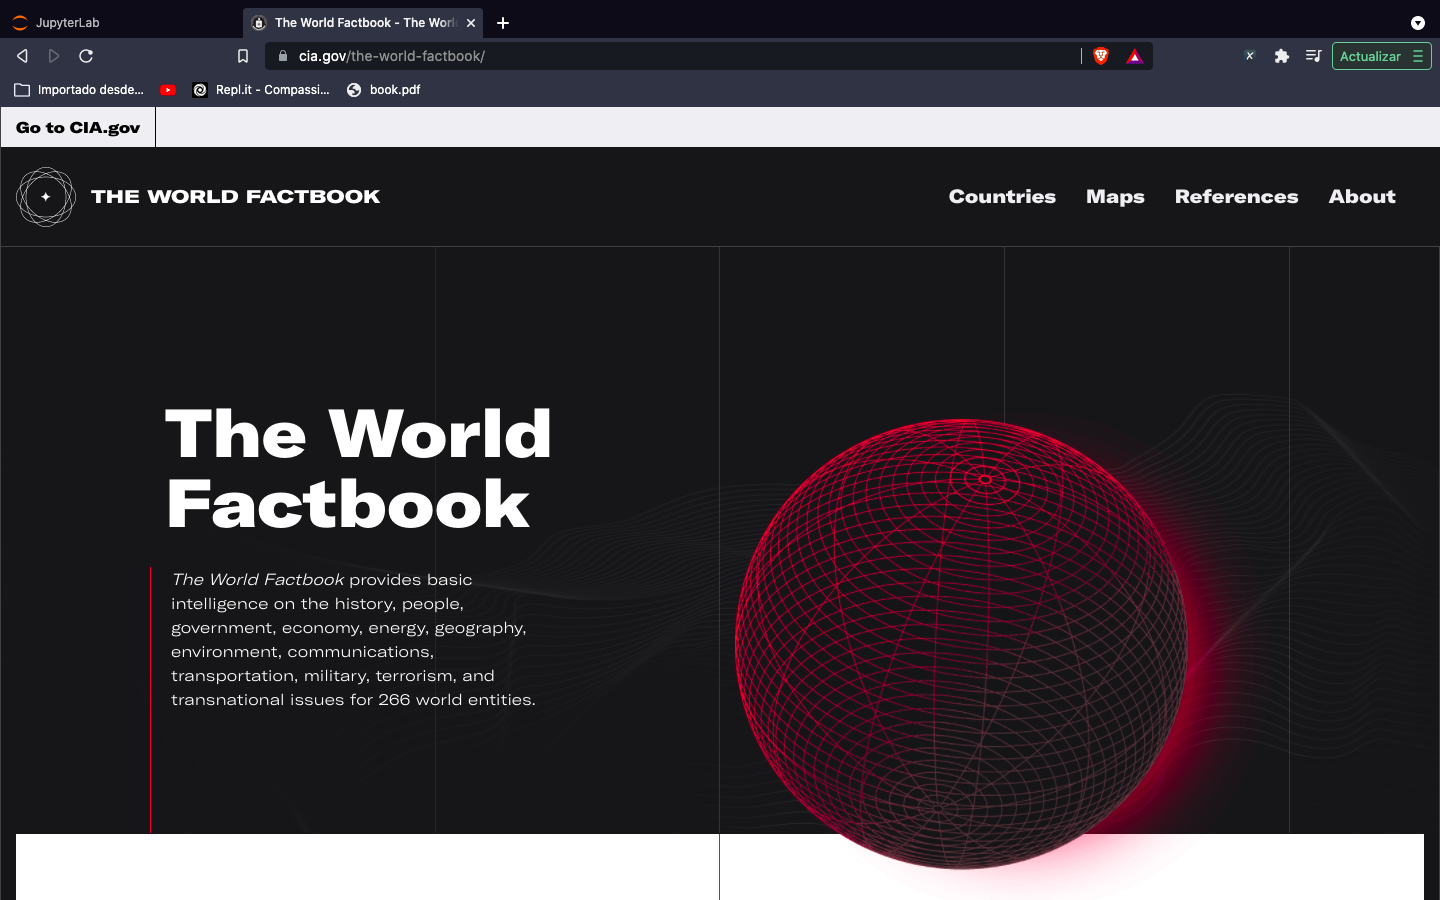 JupyterLab
The World Factbook - The Worl
cia.gov/the-world-factbook/
Actualizar
Importado desde...
Repl.it - Compassi...
book.pdf
Go to CIA.gov
THE WORLD FACTBOOK
Countries
Maps
References
About
The World
Factbook
The World Factbook provides basic
intelligence on the history, people,
government, economy, energy, geography,
environment, communications,
transportation, military, terrorism, and
transnational issues for 266 world entities.